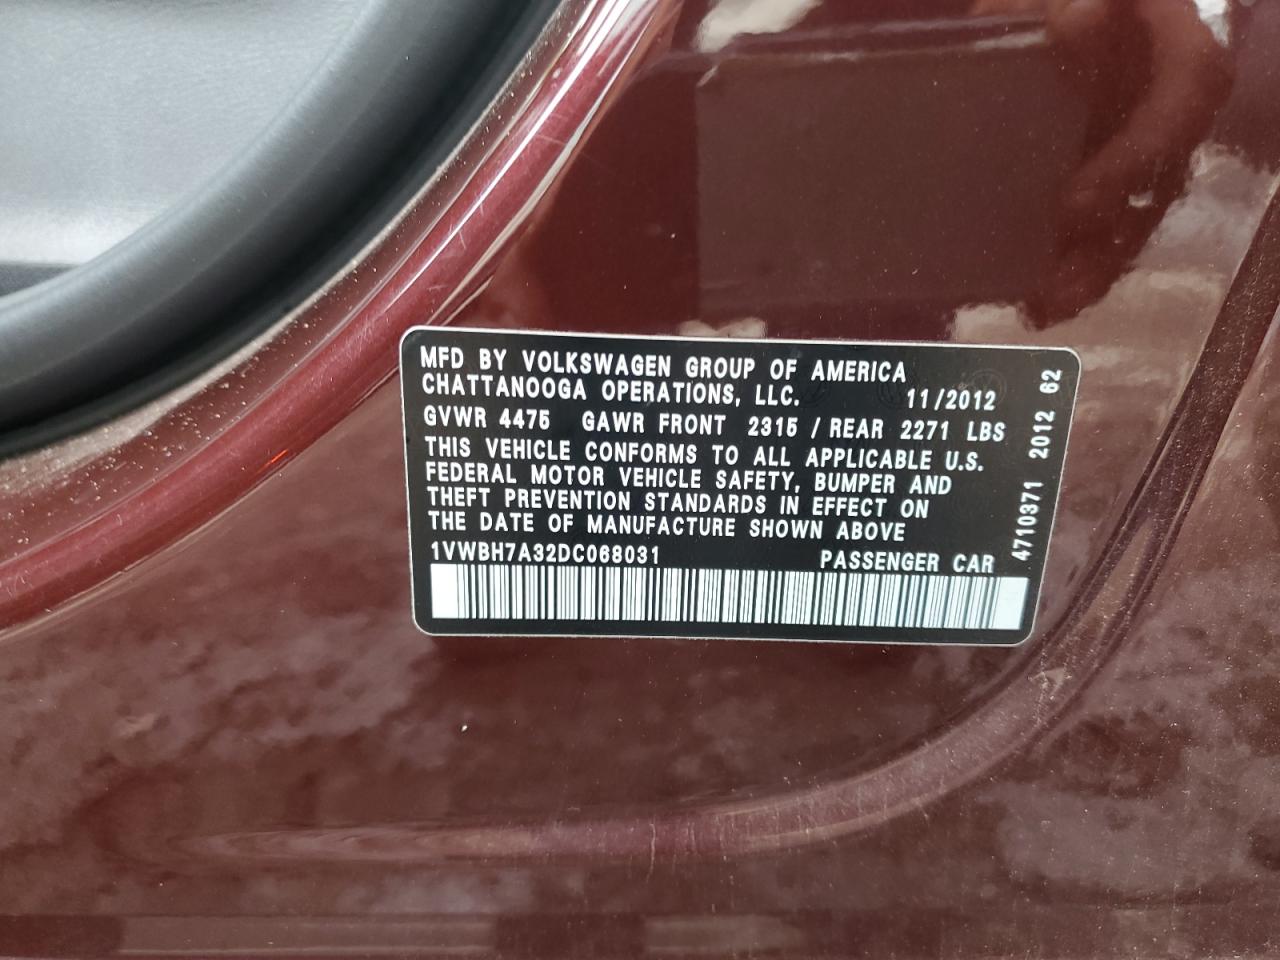 MFD BY VOLKSWAGEN GROUP OF AMERICA
CHATTANOOGA OPERATIONS, LLC. 11/2012
GVWR 4475 GAWR FRONT 2315 / REAR 2271 LBS
THIS VEHICLE CONFORMS TO ALL APPLICABLE U.S.
FEDERAL MOTOR VEHICLE SAFETY, BUMPER AND
THEFT PREVENTION STANDARDS IN EFFECT ON
THE DATE OF MANUFACTURE SHOWN ABOVE
1VWBH7A32DC068031 PASSENGER CAR
4710371 2012 62